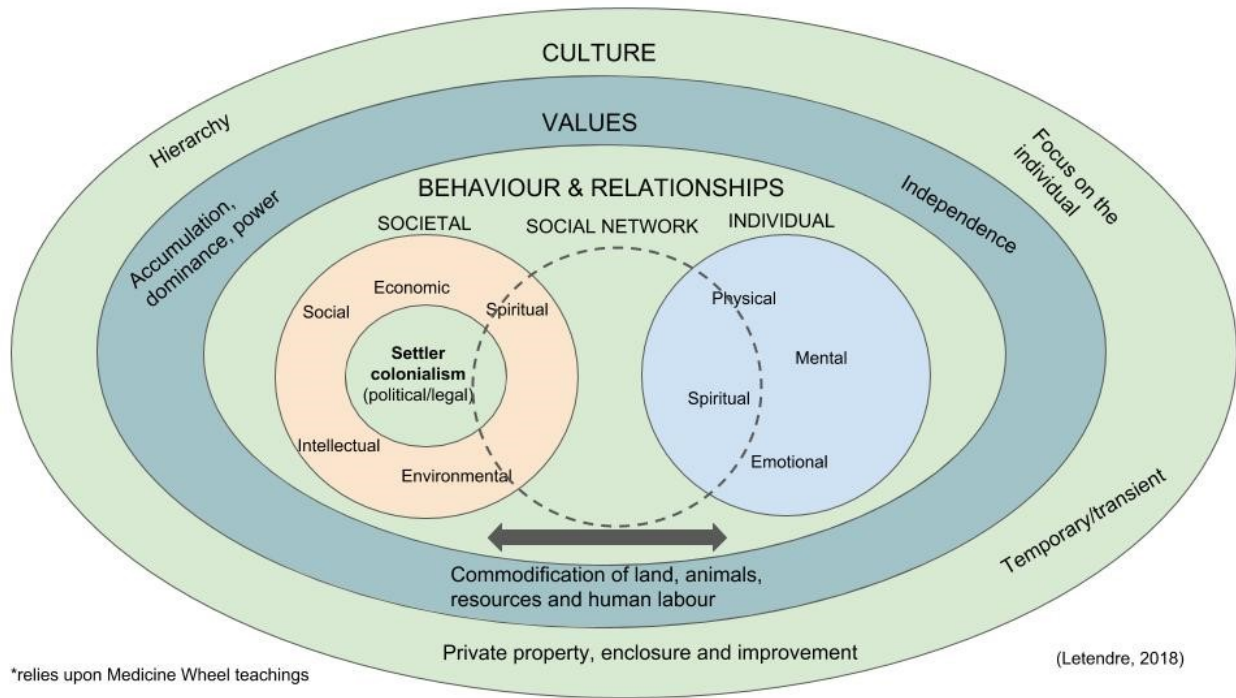 CULTURE
Hierarchy
Focus on the
individual
VALUES
Accumulation,
dominance, power
Independence
BEHAVIOUR & RELATIONSHIPS
SOCIETAL
SOCIAL NETWORK
INDIVIDUAL
Economic
Social
Spiritual
Settler
colonialism
(political/legal)
Intellectual
Environmental
Physical
Mental
Spiritual
Emotional
Commodification of land, animals,
resources and human labour
Temporary/transient
Private property, enclosure and improvement
*relies upon Medicine Wheel teachings
(Letendre, 2018)